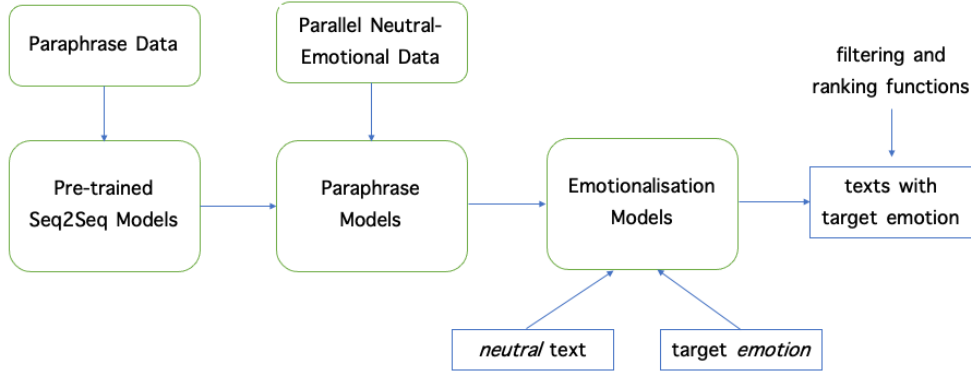 Paraphrase Data
Parallel Neutral-
Emotional Data
filtering and
ranking functions
Pre-trained
Seq2Seq Models
Paraphrase
Models
Emotionalisation
Models
texts with
target emotion
neutral text
target emotion